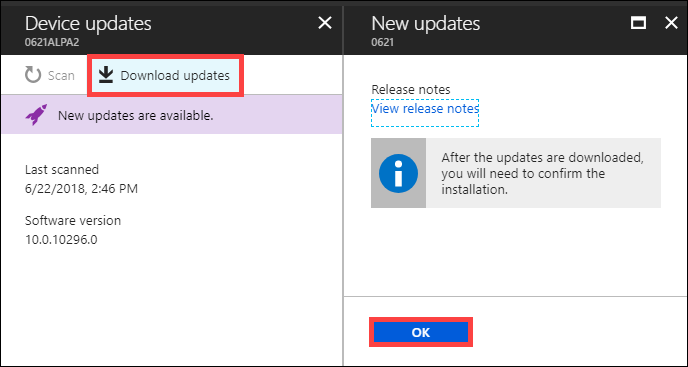 Device updates
0621ALPA2
Scan
Download updates
New updates are available.
Last scanned
6/22/2018, 2:46 PM
Software version
10.0.10296.0
New updates
0621
Release notes
View release notes
After the updates are downloaded,
you will need to confirm the
installation.
OK